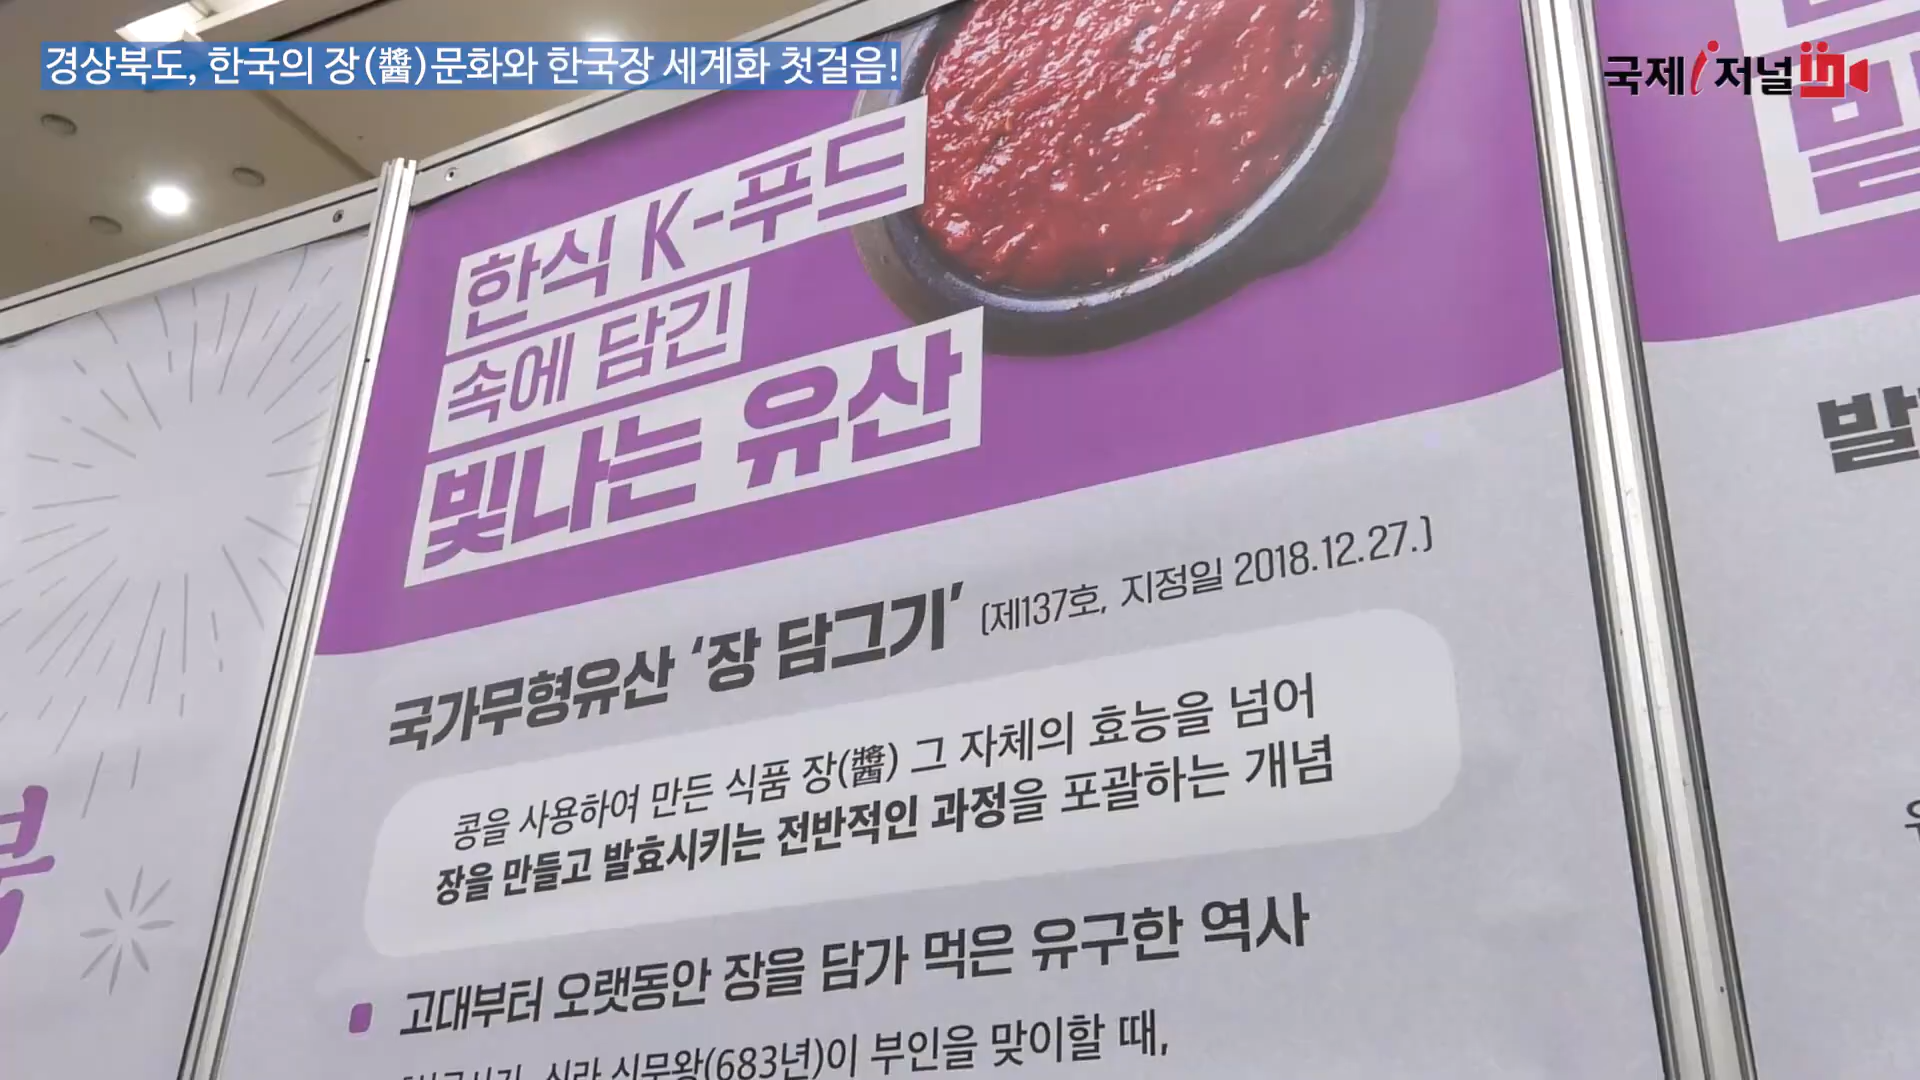 경상북도, 한국의 장(醬)문화와 한국장 세계화 첫걸음!
국제i저널
한식 K-푸드
속에 담긴
빛나는 유산
국가무형유산 '장 담그기' (제137호, 지정일 2018.12.27.)
콩을 사용하여 만든 식품 장(醬) 그 자체의 효능을 넘어
장을 만들고 발효시키는 전반적인 과정을 포괄하는 개념
고대부터 오랫동안 장을 담가 먹은 유구한 역사
신라 신문왕(683년)이 부인을 맞이할 때,